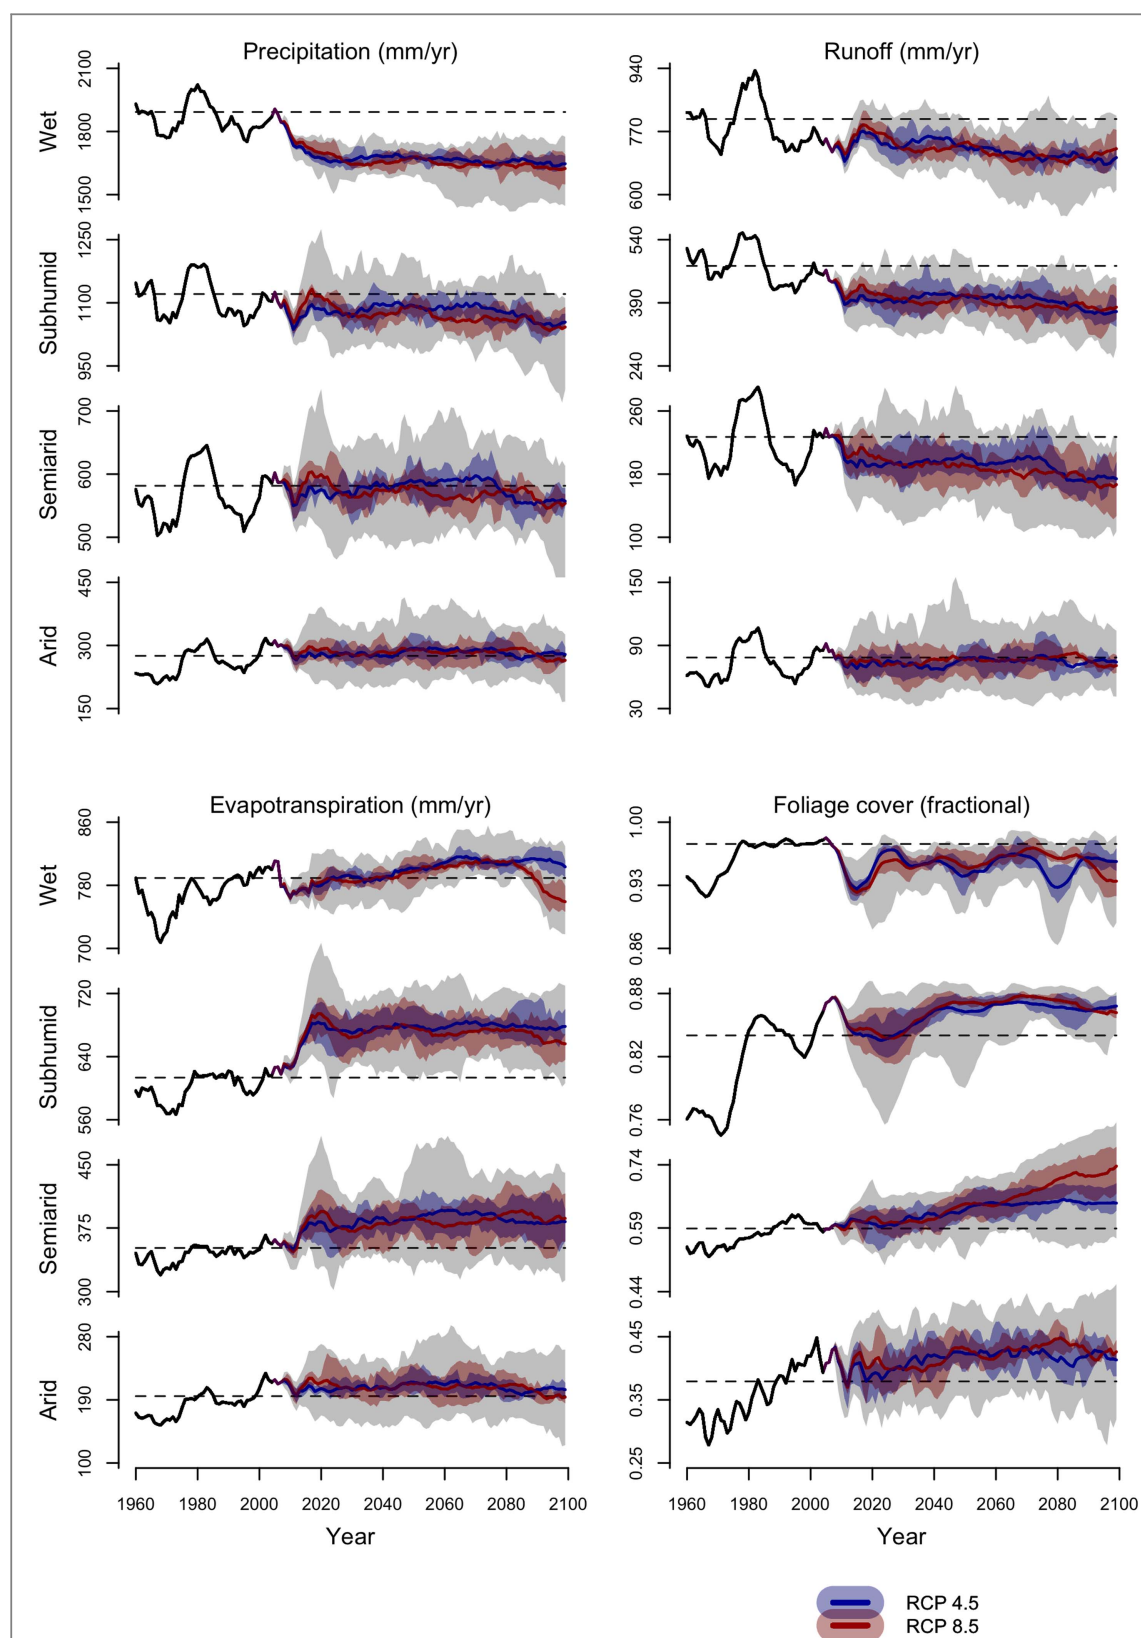 Precipitation (mm/yr)
Runoff (mm/yr)
Wet
2100
1800
1500
940
770
600
Subhumid
1250
1100
950
540
390
240
Semiarid
700
600
500
260
180
100
Arid
450
300
150
150
90
30
Evapotranspiration (mm/yr)
Foliage cover (fractional)
Wet
860
780
700
1.00
0.93
0.86
Subhumid
720
640
560
0.88
0.82
0.76
Semiarid
450
375
300
0.74
0.59
0.44
Arid
280
190
100
0.45
0.35
0.25
1960 1980 2000 2020 2040 2060 2080 2100
1960 1980 2000 2020 2040 2060 2080 2100
Year
Year
RCP 4.5
RCP 8.5